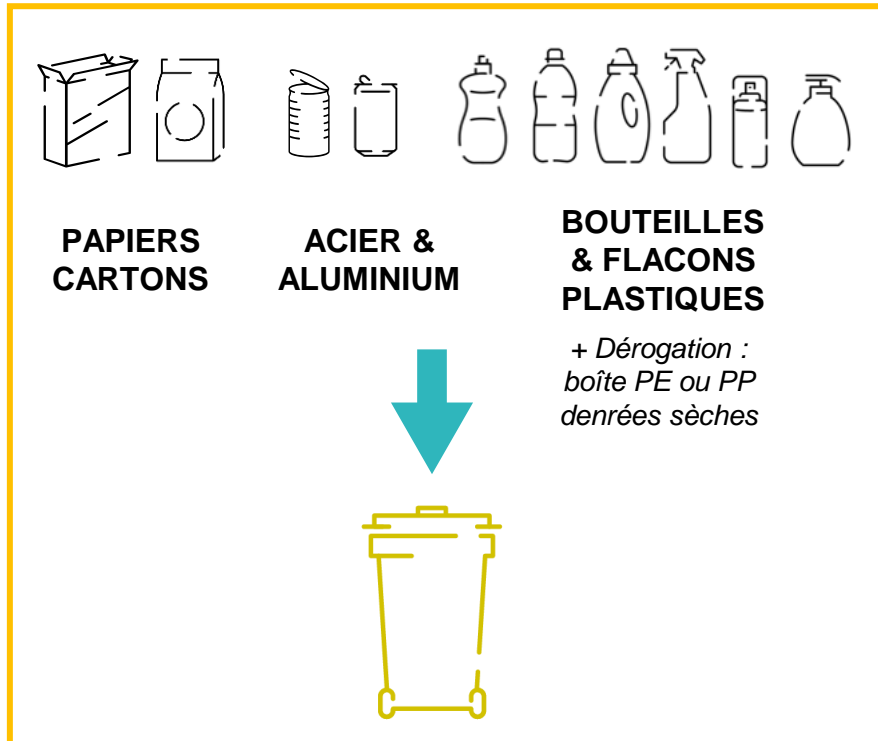 PAPIERS
CARTONS
ACIER &
ALUMINIUM
BOUTEILLES
& FLACONS
PLASTIQUES
+ Dérogation :
boîte PE ou PP
denrées sèches